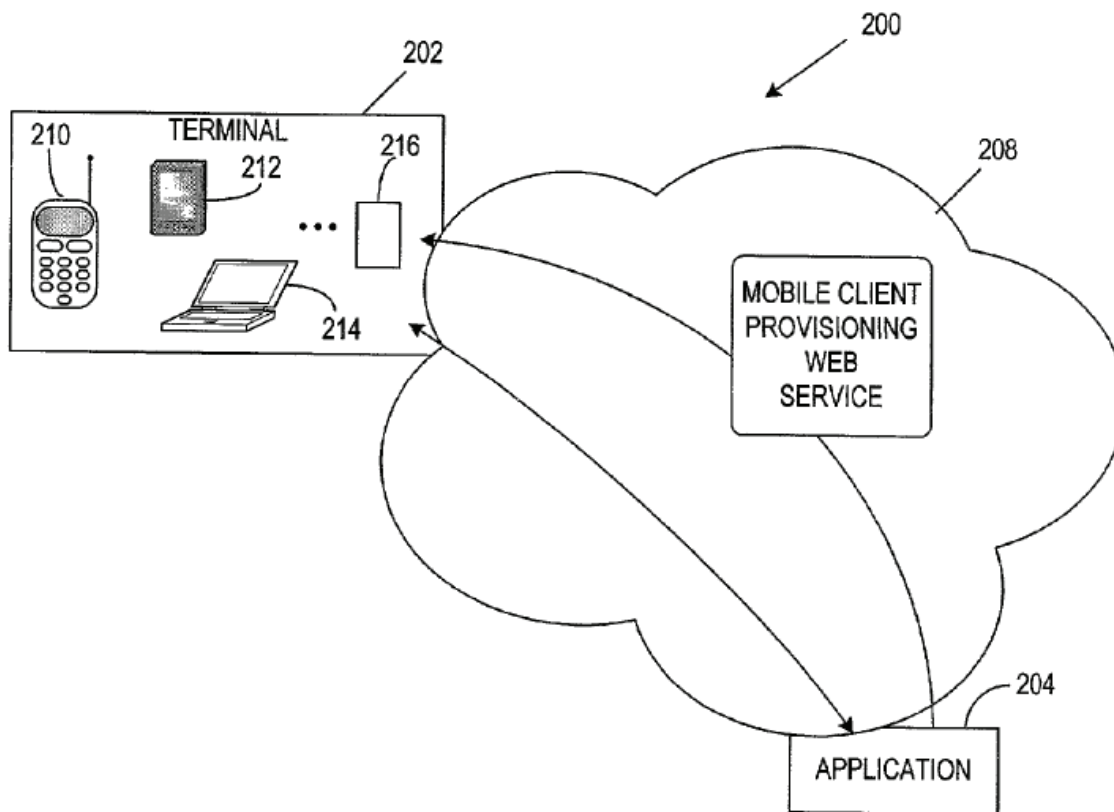 200
202
TERMINAL
210
212
216
208
214
MOBILE CLIENT
PROVISIONING
WEB
SERVICE
204
APPLICATION